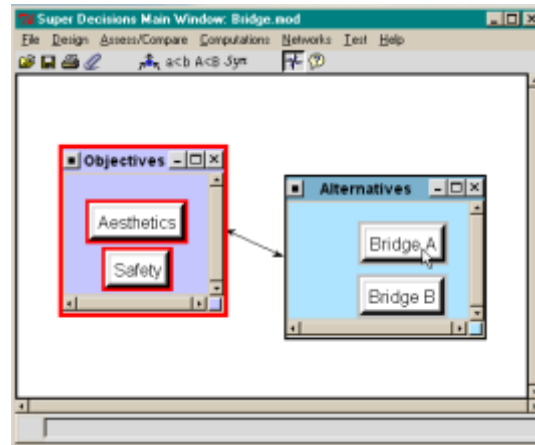 Super Decisions Main Window: Bridge.mod
File Design Assess/Compare Computations Networks Test Help
a<b A<B Syn
Objectives
Alternatives
Aesthetics
Bridge A
Safety
Bridge B